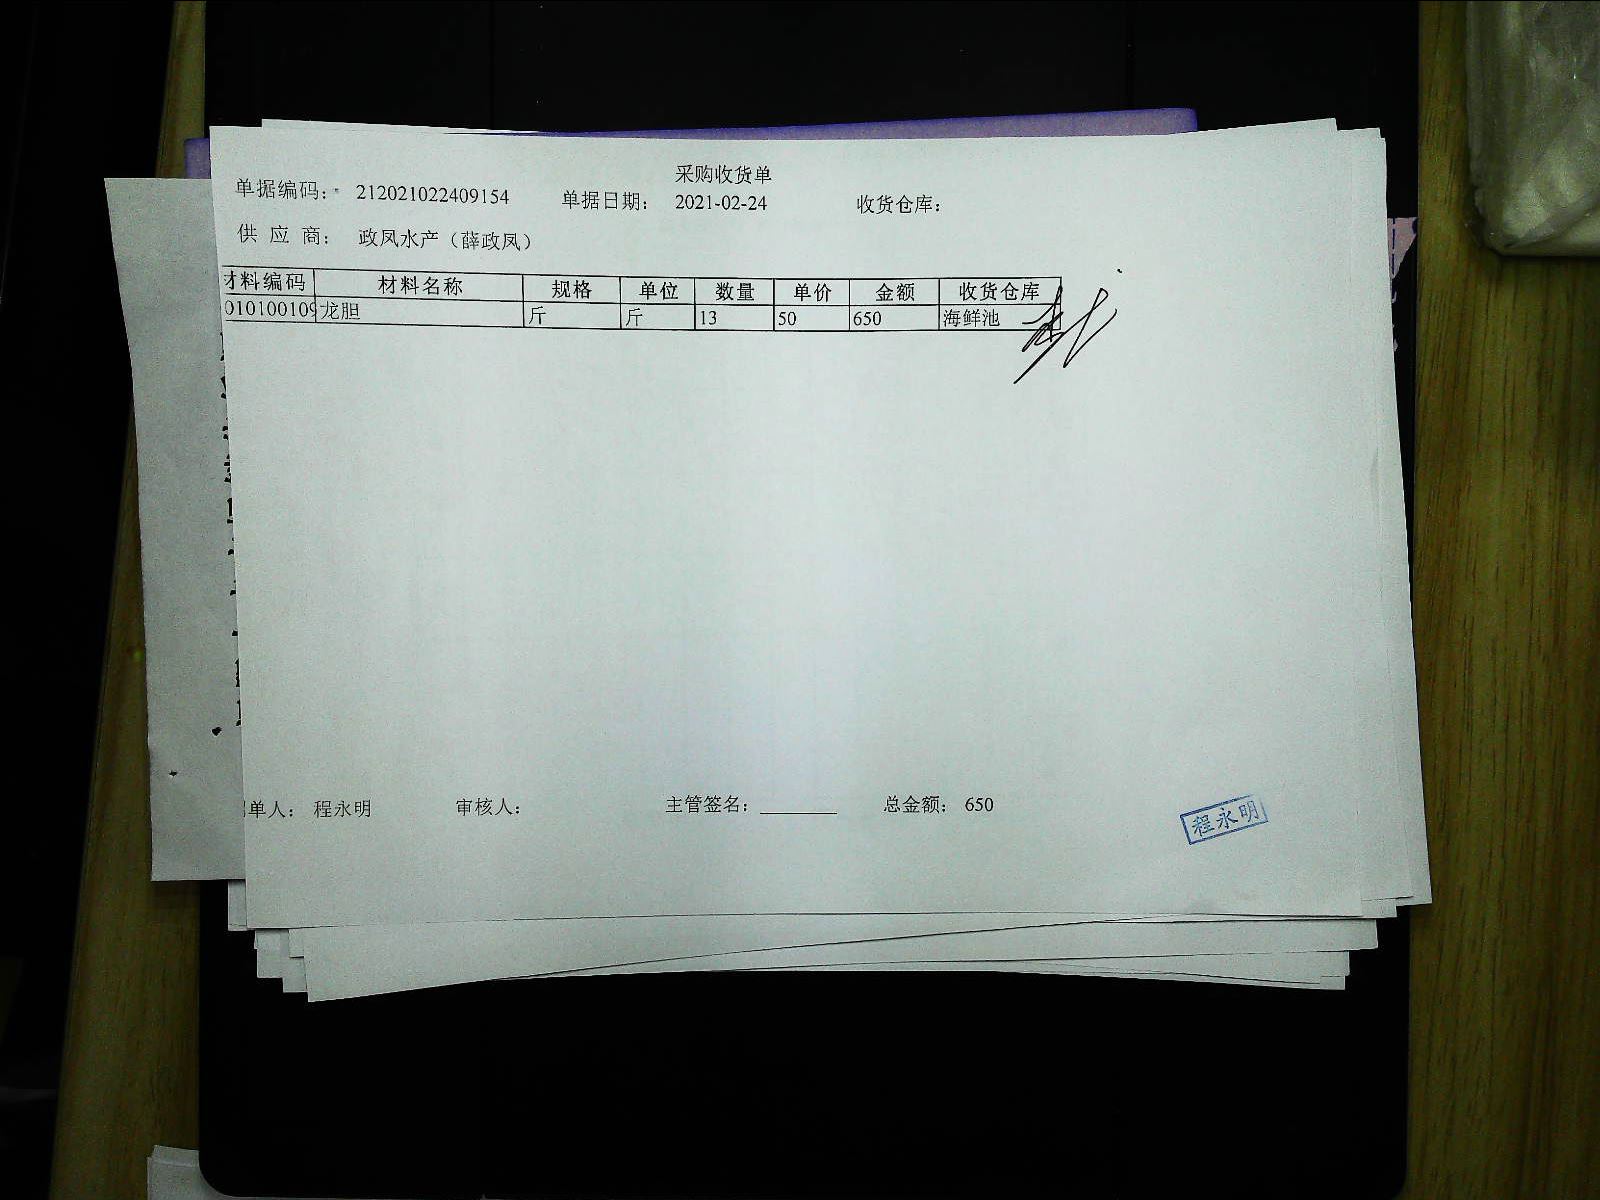 采购收货单
单据编码： 212021022409154 单据日期： 2021-02-24 收货仓库：
供 应 商： 政凤水产（薛政凤）
材料编码 材料名称 规格 单位 数量 单价 金额 收货仓库
010100109 龙胆 斤 斤 13 50 650 海鲜池
单人： 程永明 审核人： 主管签名：________ 总金额： 650
程永明